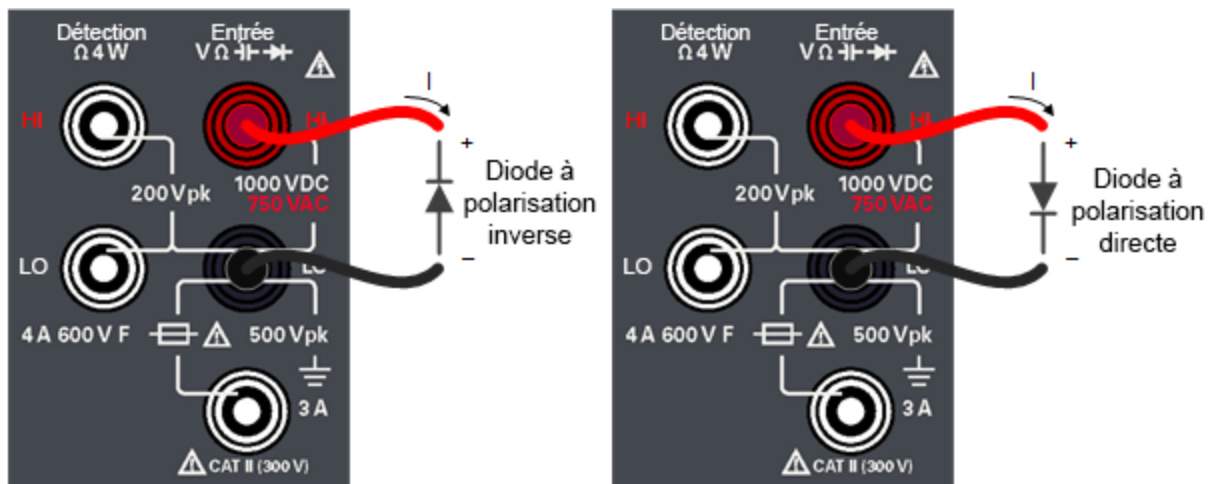 Détection
Ω 4 W
Entrée
V Ω
HI
HI
I
+
200 Vpk
1000 VDC
750 VAC
Diode à
polarisation
inverse
LO
LO
−
4 A 600 V F
500 Vpk
3 A
CAT II (300 V)
Détection
Ω 4 W
Entrée
V Ω
HI
HI
I
+
200 Vpk
1000 VDC
750 VAC
Diode à
polarisation
directe
LO
LO
−
4 A 600 V F
500 Vpk
3 A
CAT II (300 V)